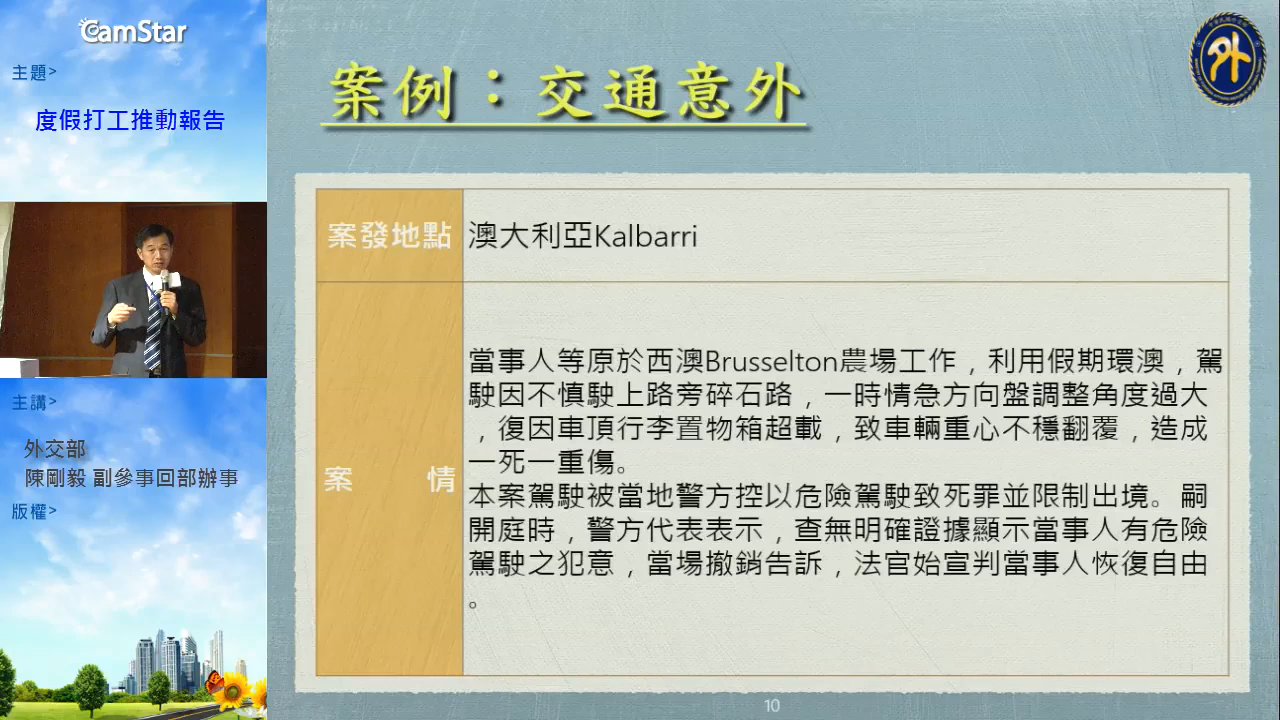 CamStar
主題>
度假打工推動報告
主講>
外交部
陳剛毅 副參事回部辦事
版權>
案例：交通意外
外
案發地點
澳大利亞Kalbarri
案情
當事人等原於西澳Brusselton農場工作，利用假期環澳，駕
駛因不慎駛上路旁碎石路，一時情急方向盤調整角度過大
，復因車頂行李置物箱超載，致車輛重心不穩翻覆，造成
一死一重傷。
本案駕駛被當地警方控以危險駕駛致死罪並限制出境。嗣
開庭時，警方代表表示，查無明確證據顯示當事人有危險
駕駛之犯意，當場撤銷告訴，法官始宣判當事人恢復自由
。
10